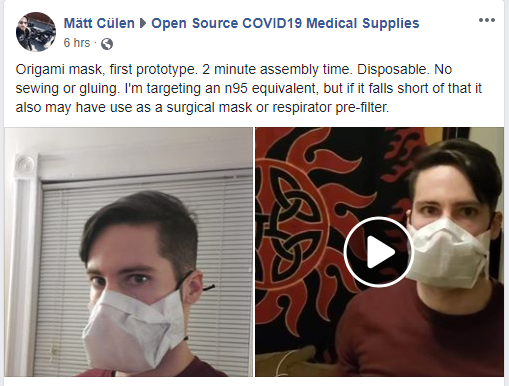 Mätt Cülen ▶ Open Source COVID19 Medical Supplies
6 hrs ·
Origami mask, first prototype. 2 minute assembly time. Disposable. No
sewing or gluing. I'm targeting an n95 equivalent, but if it falls short of that it
also may have use as a surgical mask or respirator pre-filter.